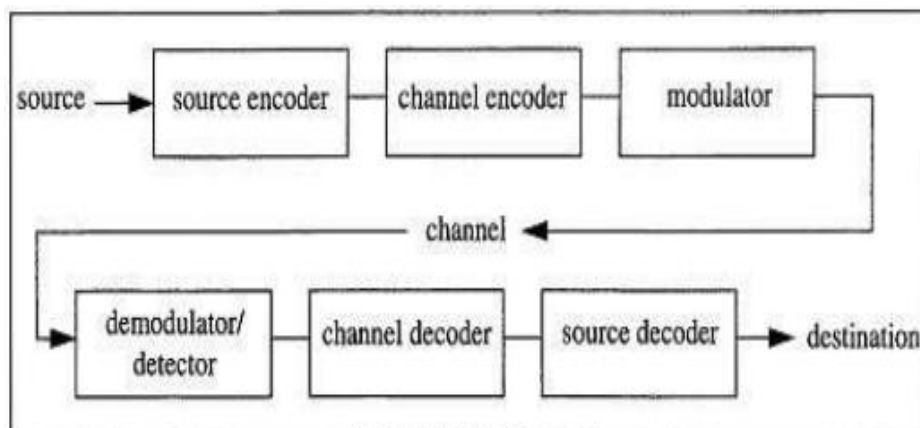 source
source encoder
channel encoder
modulator
channel
demodulator/
detector
channel decoder
source decoder
destination